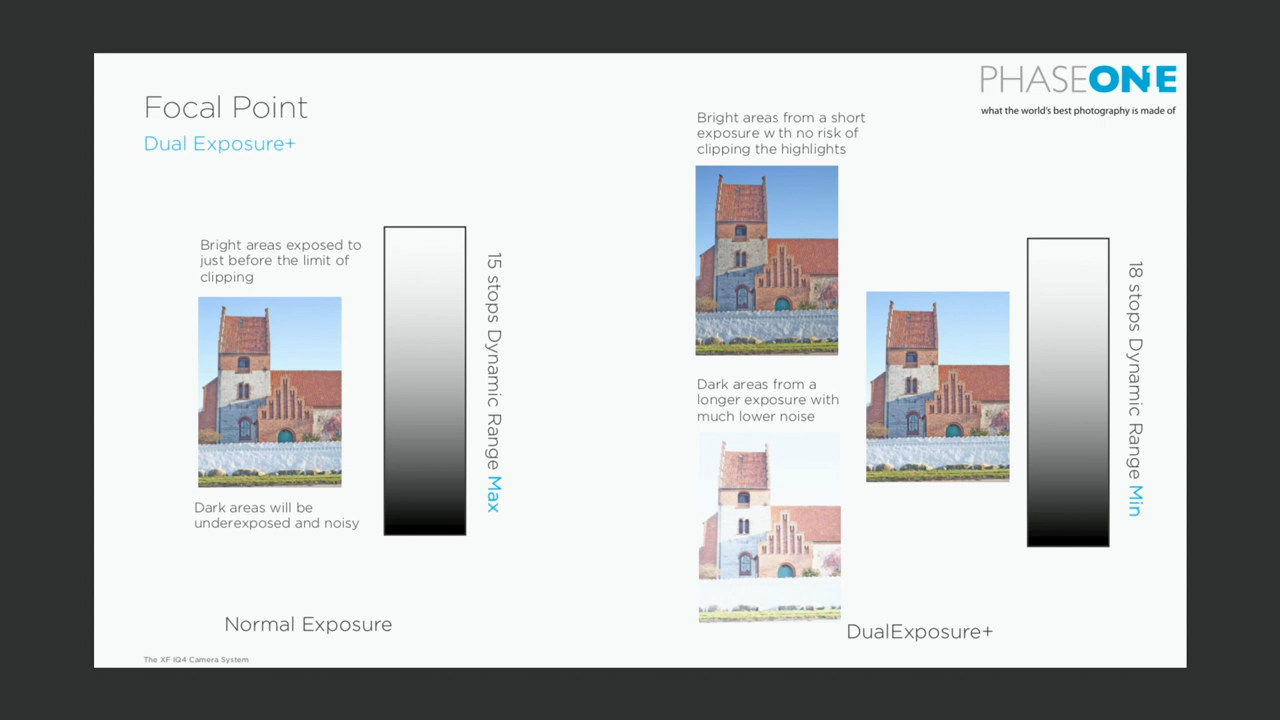 PHASEONE
what the world's best photography is made of
Focal Point
Dual Exposure+
Bright areas exposed to
just before the limit of
clipping
Dark areas will be
underexposed and noisy
15 stops Dynamic Range Max
Normal Exposure
Bright areas from a short
exposure w th no risk of
clipping the highlights
Dark areas from a
longer exposure with
much lower noise
18 stops Dynamic Range Min
DualExposure+
The XF IQ4 Camera System